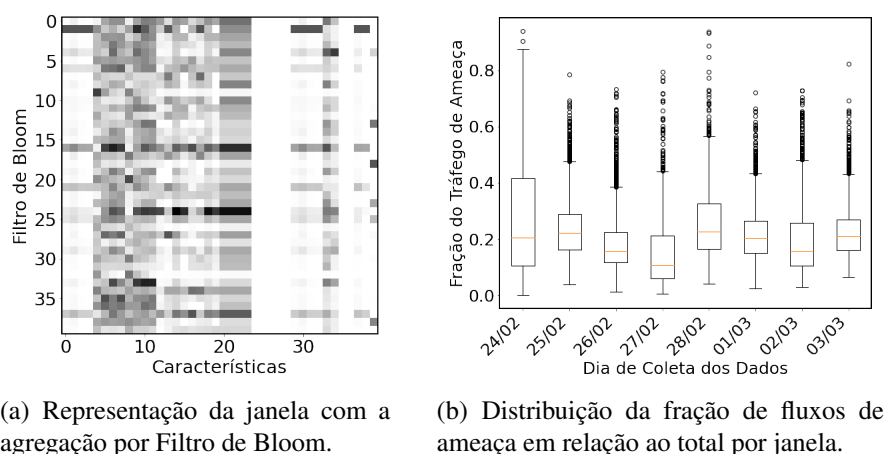 0
5
10
15
20
25
30
35
Filtro de Bloom
0 10 20 30
Características
(a) Representação da janela com a
agregação por Filtro de Bloom.
0.8
0.6
0.4
0.2
0.0
Fração do Tráfego de Ameaça
24/02 25/02 26/02 27/02 28/02 01/03 02/03 03/03
Dia de Coleta dos Dados
(b) Distribuição da fração de fluxos de
ameaça em relação ao total por janela.